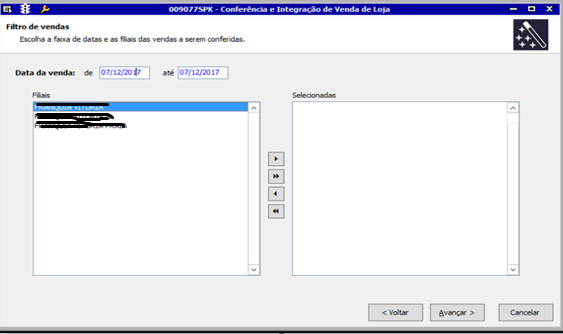 009077SPK - Conferência e Integração de Venda de Loja
Filtro de vendas
Escolha a faixa de datas e as filiais das vendas a serem conferidas.
Data da venda: de 07/12/2017 até 07/12/2017
Filiais
Selecionadas
FRANQUIA VITORIA
< Voltar
Avançar >
Cancelar